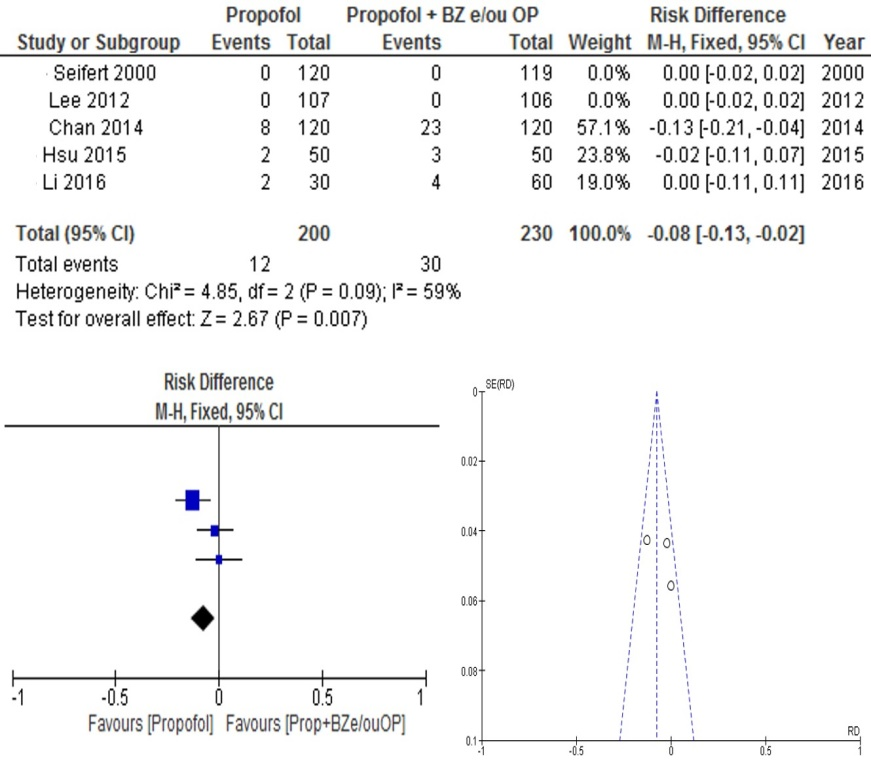 Propofol Propofol + BZ e/ou OP Risk Difference
Study or Subgroup Events Total Events Total Weight M-H, Fixed, 95% CI Year
Seifert 2000 0 120 0 119 0.0% 0.00 [-0.02, 0.02] 2000
Lee 2012 0 107 0 106 0.0% 0.00 [-0.02, 0.02] 2012
Chan 2014 8 120 23 120 57.1% -0.13 [-0.21, -0.04] 2014
Hsu 2015 2 50 3 50 23.8% -0.02 [-0.11, 0.07] 2015
Li 2016 2 30 4 60 19.0% 0.00 [-0.11, 0.11] 2016
Total (95% CI) 200 230 100.0% -0.08 [-0.13, -0.02]
Total events 12 30
Heterogeneity: Chi² = 4.85, df = 2 (P = 0.09); I² = 59%
Test for overall effect: Z = 2.67 (P = 0.007)
Risk Difference
M-H, Fixed, 95% CI
-1 -0.5 0 0.5 1
Favours [Propofol] Favours [Prop+BZe/ouOP]
SE(RD)
0
0.02
0.04
0.06
0.08
0.1
RD
-1 -0.5 0 0.5 1